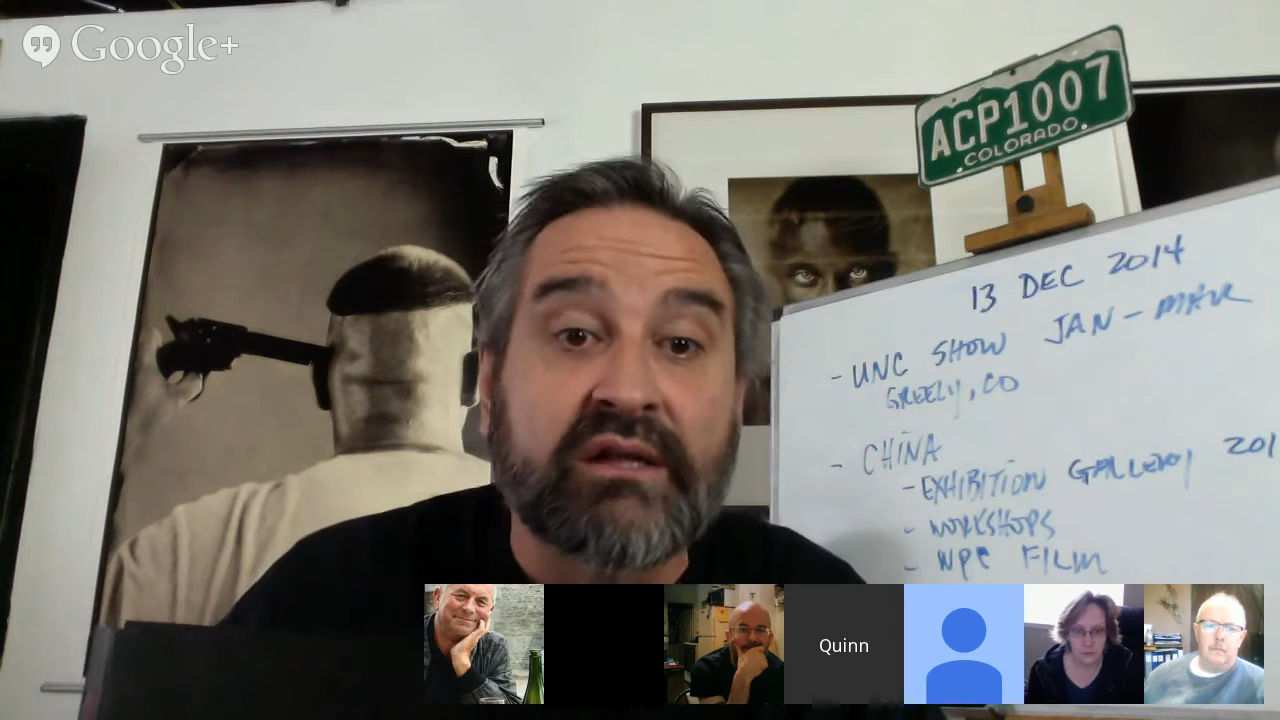 Google+
ACP1007
COLORADO
13 DEC 2014
- UNC SHOW JAN - MAR
GREELY, CO
- CHINA
- EXHIBITION GALLERY 201
- WORKSHOPS
- WPC FILM
Quinn